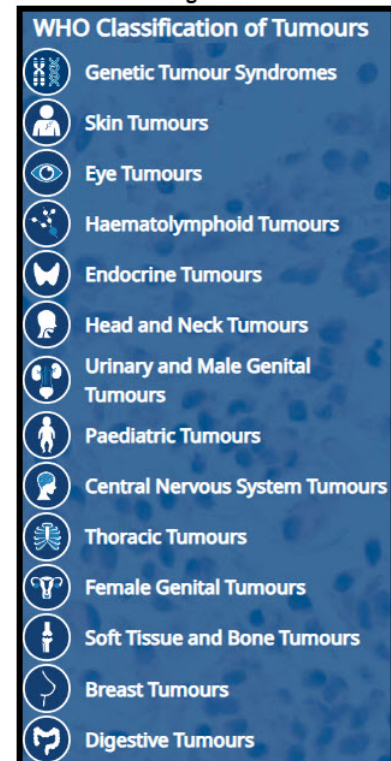 WHO Classification of Tumours
Genetic Tumour Syndromes
Skin Tumours
Eye Tumours
Haematolymphoid Tumours
Endocrine Tumours
Head and Neck Tumours
Urinary and Male Genital
Tumours
Paediatric Tumours
Central Nervous System Tumours
Thoracic Tumours
Female Genital Tumours
Soft Tissue and Bone Tumours
Breast Tumours
Digestive Tumours